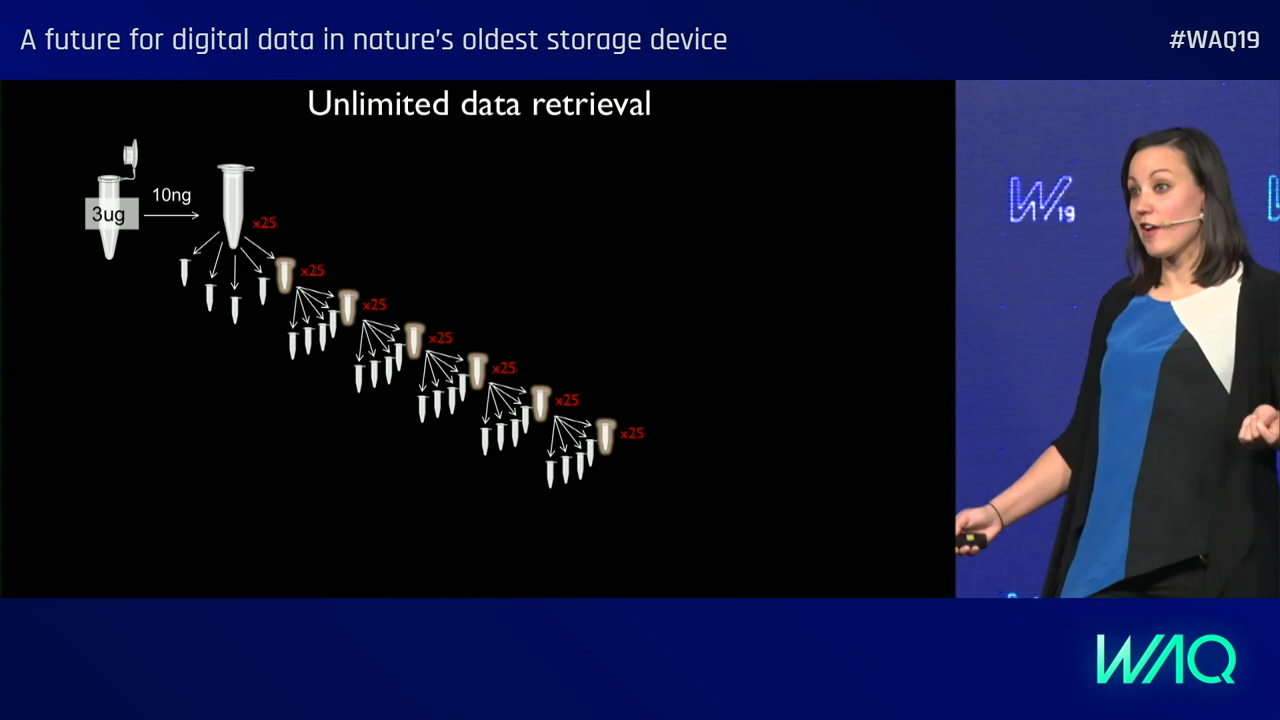 A future for digital data in nature's oldest storage device
#WAQ19
Unlimited data retrieval
3ug
10ng
x25
x25
x25
x25
x25
x25
x25
W19
WAQ